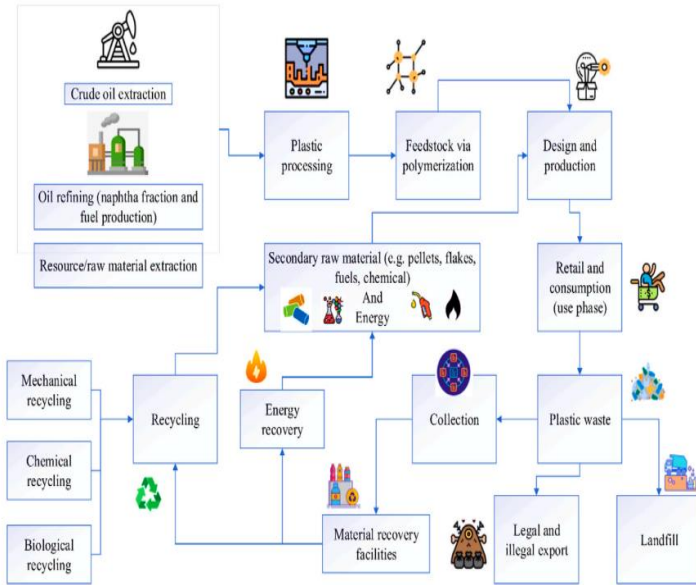 Crude oil extraction
Oil refining (naphtha fraction and
fuel production)
Resource/raw material extraction
Plastic
processing
Feedstock via
polymerization
Design and
production
Secondary raw material (e.g. pellets, flakes,
fuels, chemical)
And
Energy
Retail and
consumption
(use phase)
Mechanical
recycling
Chemical
recycling
Biological
recycling
Recycling
Energy
recovery
Collection
Plastic waste
Material recovery
facilities
Legal and
illegal export
Landfill